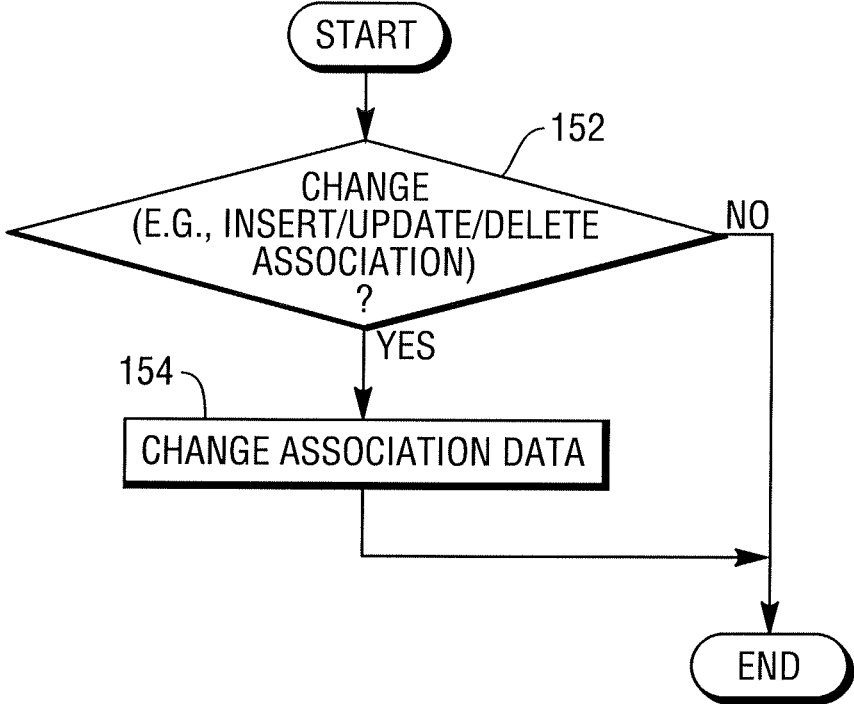 START
152
CHANGE
(E.G., INSERT/UPDATE/DELETE
ASSOCIATION)
?
NO
YES
154
CHANGE ASSOCIATION DATA
END